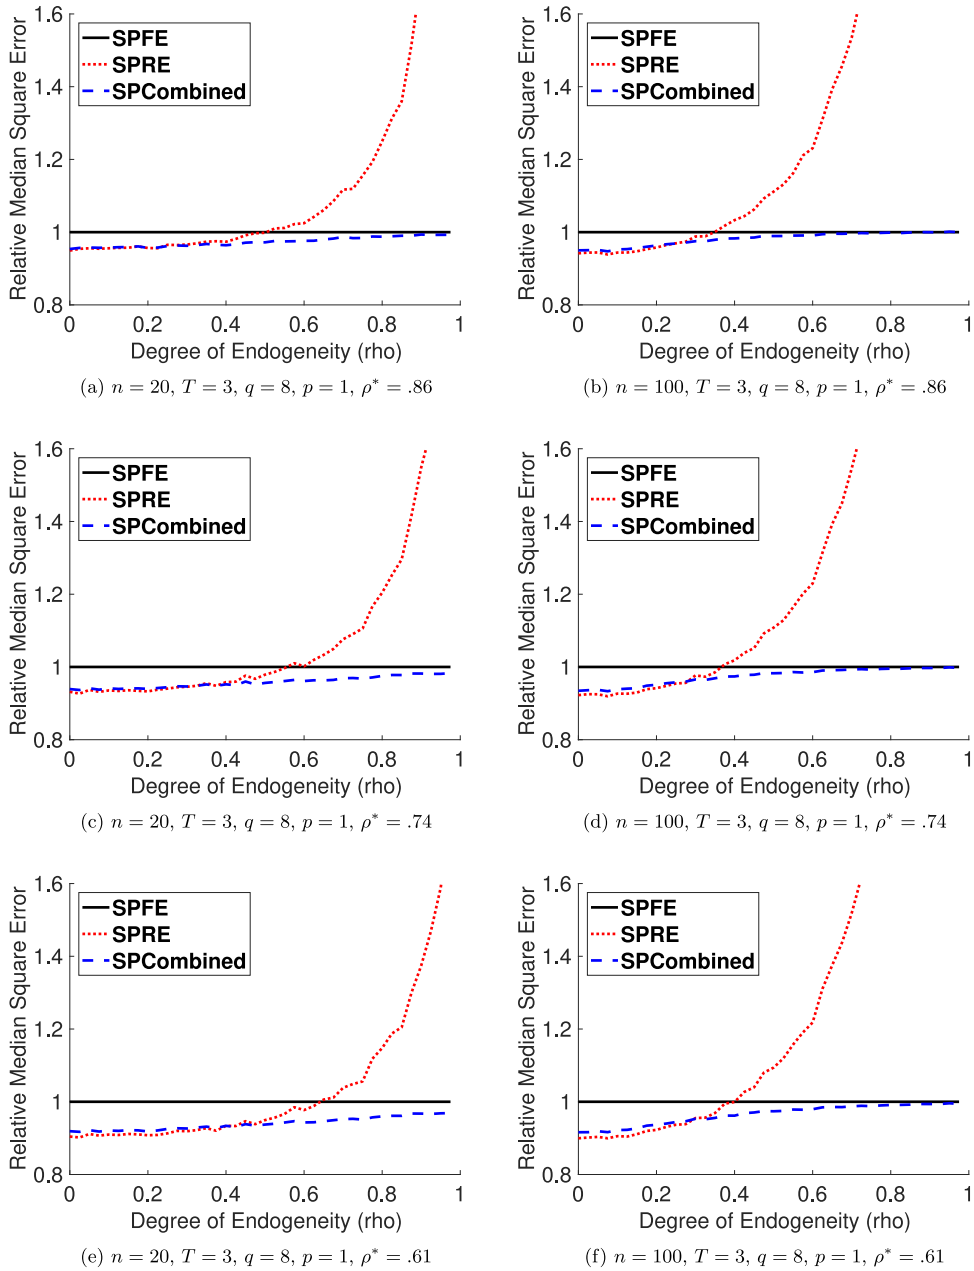 Relative Median Square Error
1.6
1.4
1.2
1
0.8
SPFE
SPRE
SPCombined
0 0.2 0.4 0.6 0.8 1
Degree of Endogeneity (rho)
(a) n = 20, T = 3, q = 8, p = 1, ρ* = .86
Relative Median Square Error
1.6
1.4
1.2
1
0.8
SPFE
SPRE
SPCombined
0 0.2 0.4 0.6 0.8 1
Degree of Endogeneity (rho)
(b) n = 100, T = 3, q = 8, p = 1, ρ* = .86
Relative Median Square Error
1.6
1.4
1.2
1
0.8
SPFE
SPRE
SPCombined
0 0.2 0.4 0.6 0.8 1
Degree of Endogeneity (rho)
(c) n = 20, T = 3, q = 8, p = 1, ρ* = .74
Relative Median Square Error
1.6
1.4
1.2
1
0.8
SPFE
SPRE
SPCombined
0 0.2 0.4 0.6 0.8 1
Degree of Endogeneity (rho)
(d) n = 100, T = 3, q = 8, p = 1, ρ* = .74
Relative Median Square Error
1.6
1.4
1.2
1
0.8
SPFE
SPRE
SPCombined
0 0.2 0.4 0.6 0.8 1
Degree of Endogeneity (rho)
(e) n = 20, T = 3, q = 8, p = 1, ρ* = .61
Relative Median Square Error
1.6
1.4
1.2
1
0.8
SPFE
SPRE
SPCombined
0 0.2 0.4 0.6 0.8 1
Degree of Endogeneity (rho)
(f) n = 100, T = 3, q = 8, p = 1, ρ* = .61